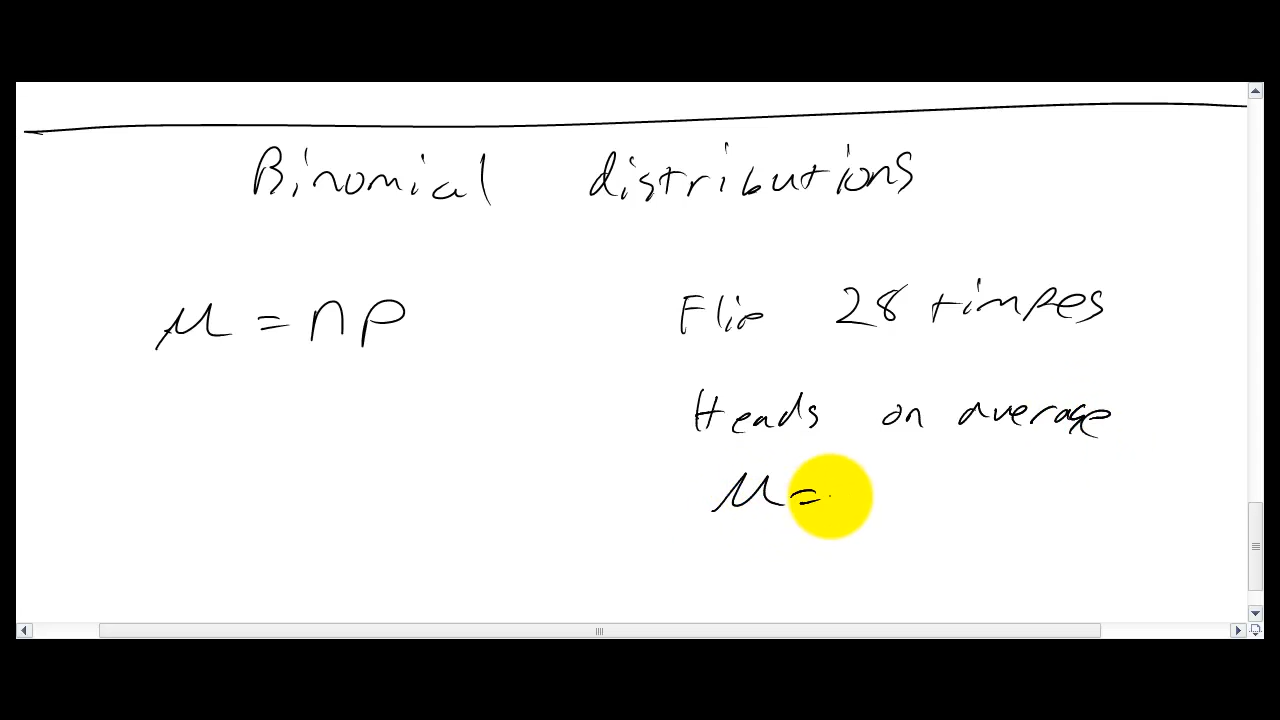 Binomial distributions
μ = np
Flip 28 times
Heads on average
μ =